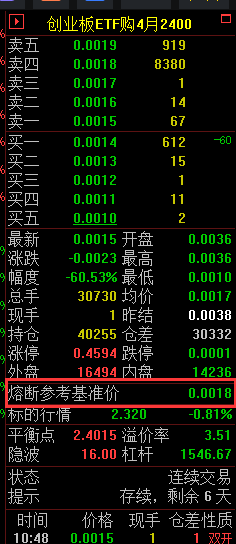 创业板ETF购4月2400
卖五 0.0019 919
卖四 0.0018 8380
卖三 0.0017 1
卖二 0.0016 14
卖一 0.0015 67
买一 0.0014 612 -60
买二 0.0013 15
买三 0.0012 1
买四 0.0011 11
买五 0.0010 2
最新 0.0015 开盘 0.0036
涨跌 -0.0023 最高 0.0036
幅度 -60.53% 最低 0.0010
总手 30730 均价 0.0017
现手 1 昨结 0.0038
持仓 40255 仓差 30332
涨停 0.4594 跌停 0.0001
外盘 16494 内盘 14236
熔断参考基准价 0.0018
标的行情 2.320 -0.81%
平衡点 2.4015 溢价率 3.51
隐波 16.00 杠杆 1546.67
状态 连续交易
提示 存续，剩余6天
时间 价格 现手 仓差性质
10:48 0.0015 1 1 双开